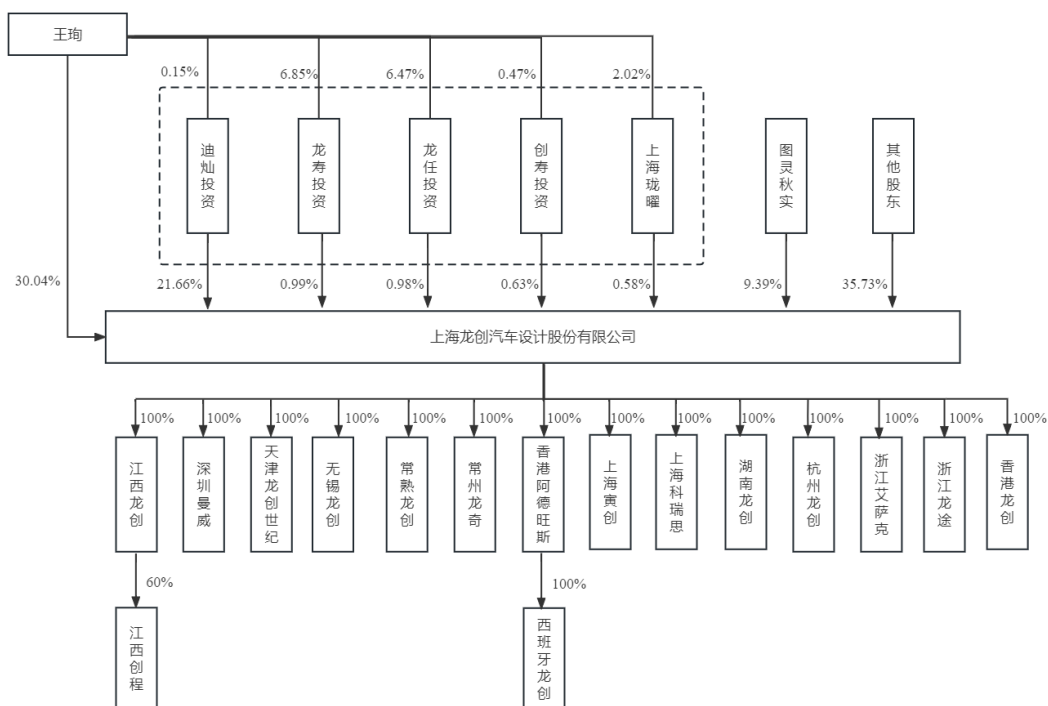 王珣
0.15%
6.85%
6.47%
0.47%
2.02%
迪灿投资
龙寿投资
龙任投资
创寿投资
上海珑曜
图灵秋实
其他股东
30.04%
21.66%
0.99%
0.98%
0.63%
0.58%
9.39%
35.73%
上海龙创汽车设计股份有限公司
100%
100%
100%
100%
100%
100%
100%
100%
100%
100%
100%
100%
100%
100%
江西龙创
深圳曼威
天津龙创世纪
无锡龙创
常熟龙创
常州龙奇
香港阿德旺斯
上海寅创
上海科瑞思
湖南龙创
杭州龙创
浙江艾萨克
浙江龙途
香港龙创
60%
100%
江西创程
西班牙龙创